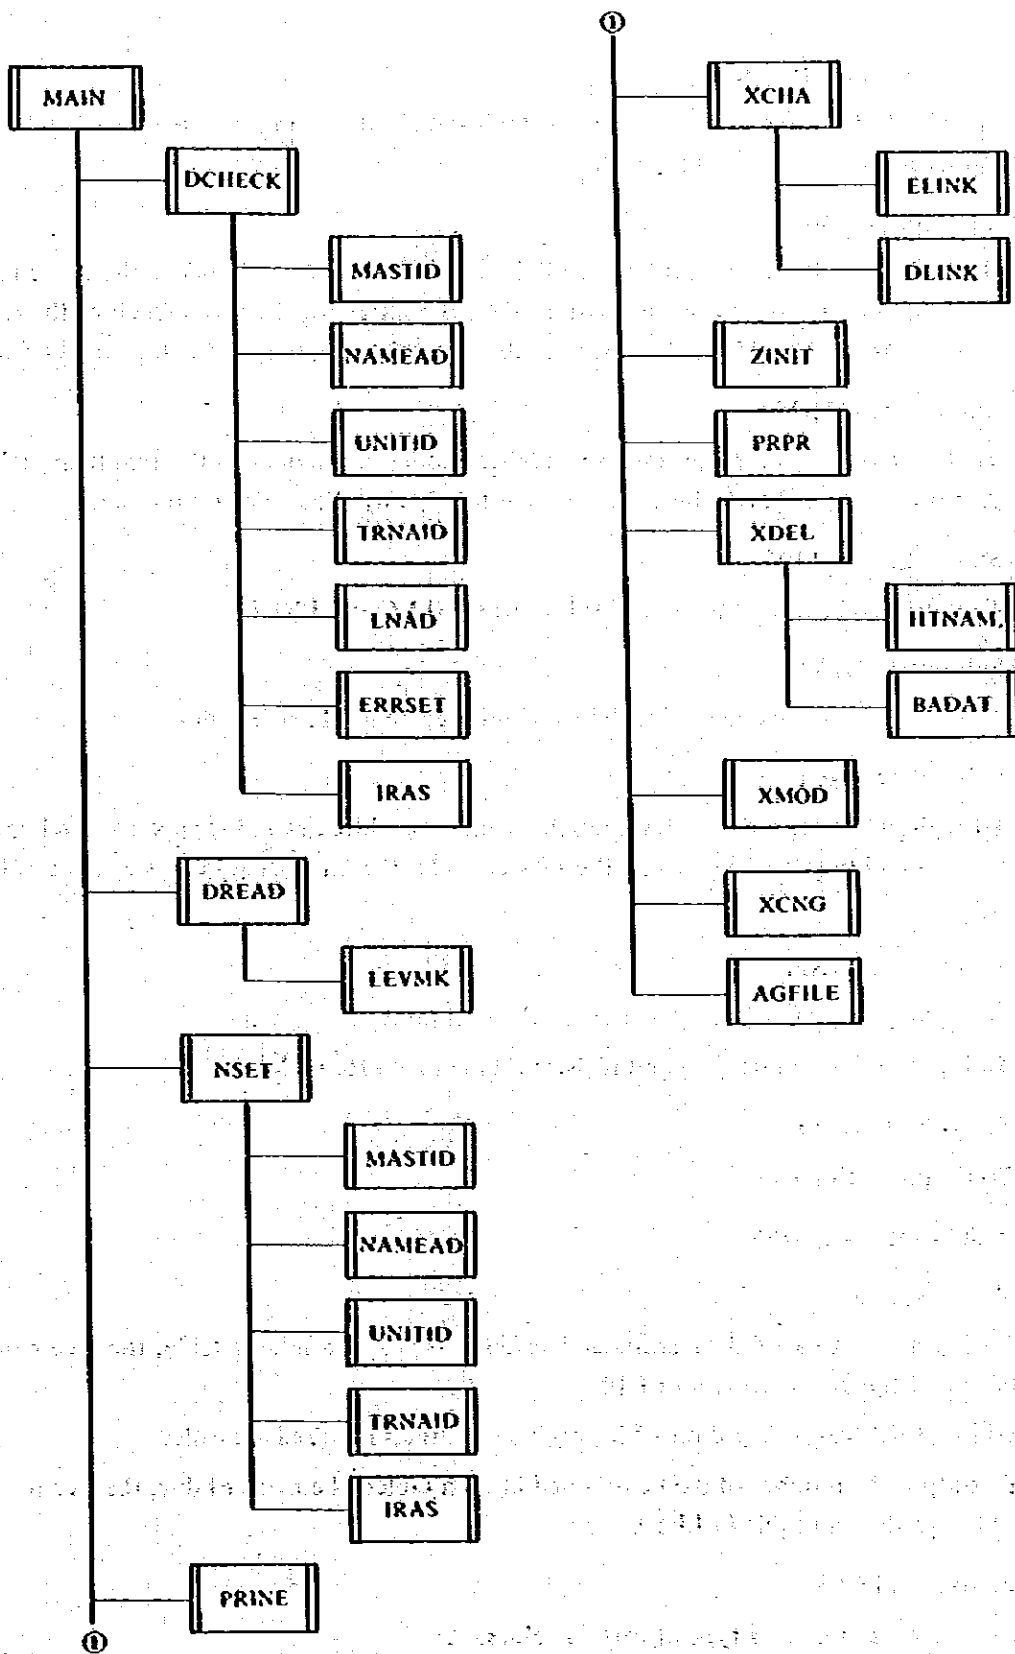 MAIN
DCHECK
MASTID
NAMEAD
UNITID
TRNAID
LNAD
ERRSET
IRAS
DREAD
LEVMK
NSET
MASTID
NAMEAD
UNITID
TRNAID
IRAS
PRINE
1
1
XCHA
ELINK
DLINK
ZINIT
PRPR
XDEL
HTNAM.
BADAT
XMOD
XCNG
AGFILE